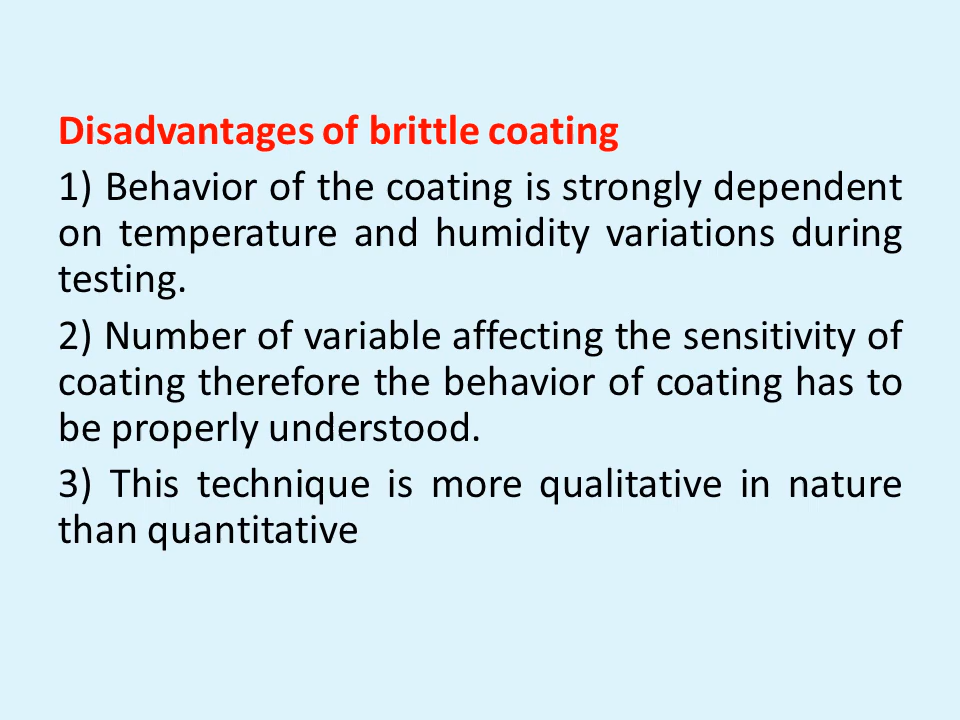 Disadvantages of brittle coating
1) Behavior of the coating is strongly dependent
on temperature and humidity variations during
testing.
2) Number of variable affecting the sensitivity of
coating therefore the behavior of coating has to
be properly understood.
3) This technique is more qualitative in nature
than quantitative